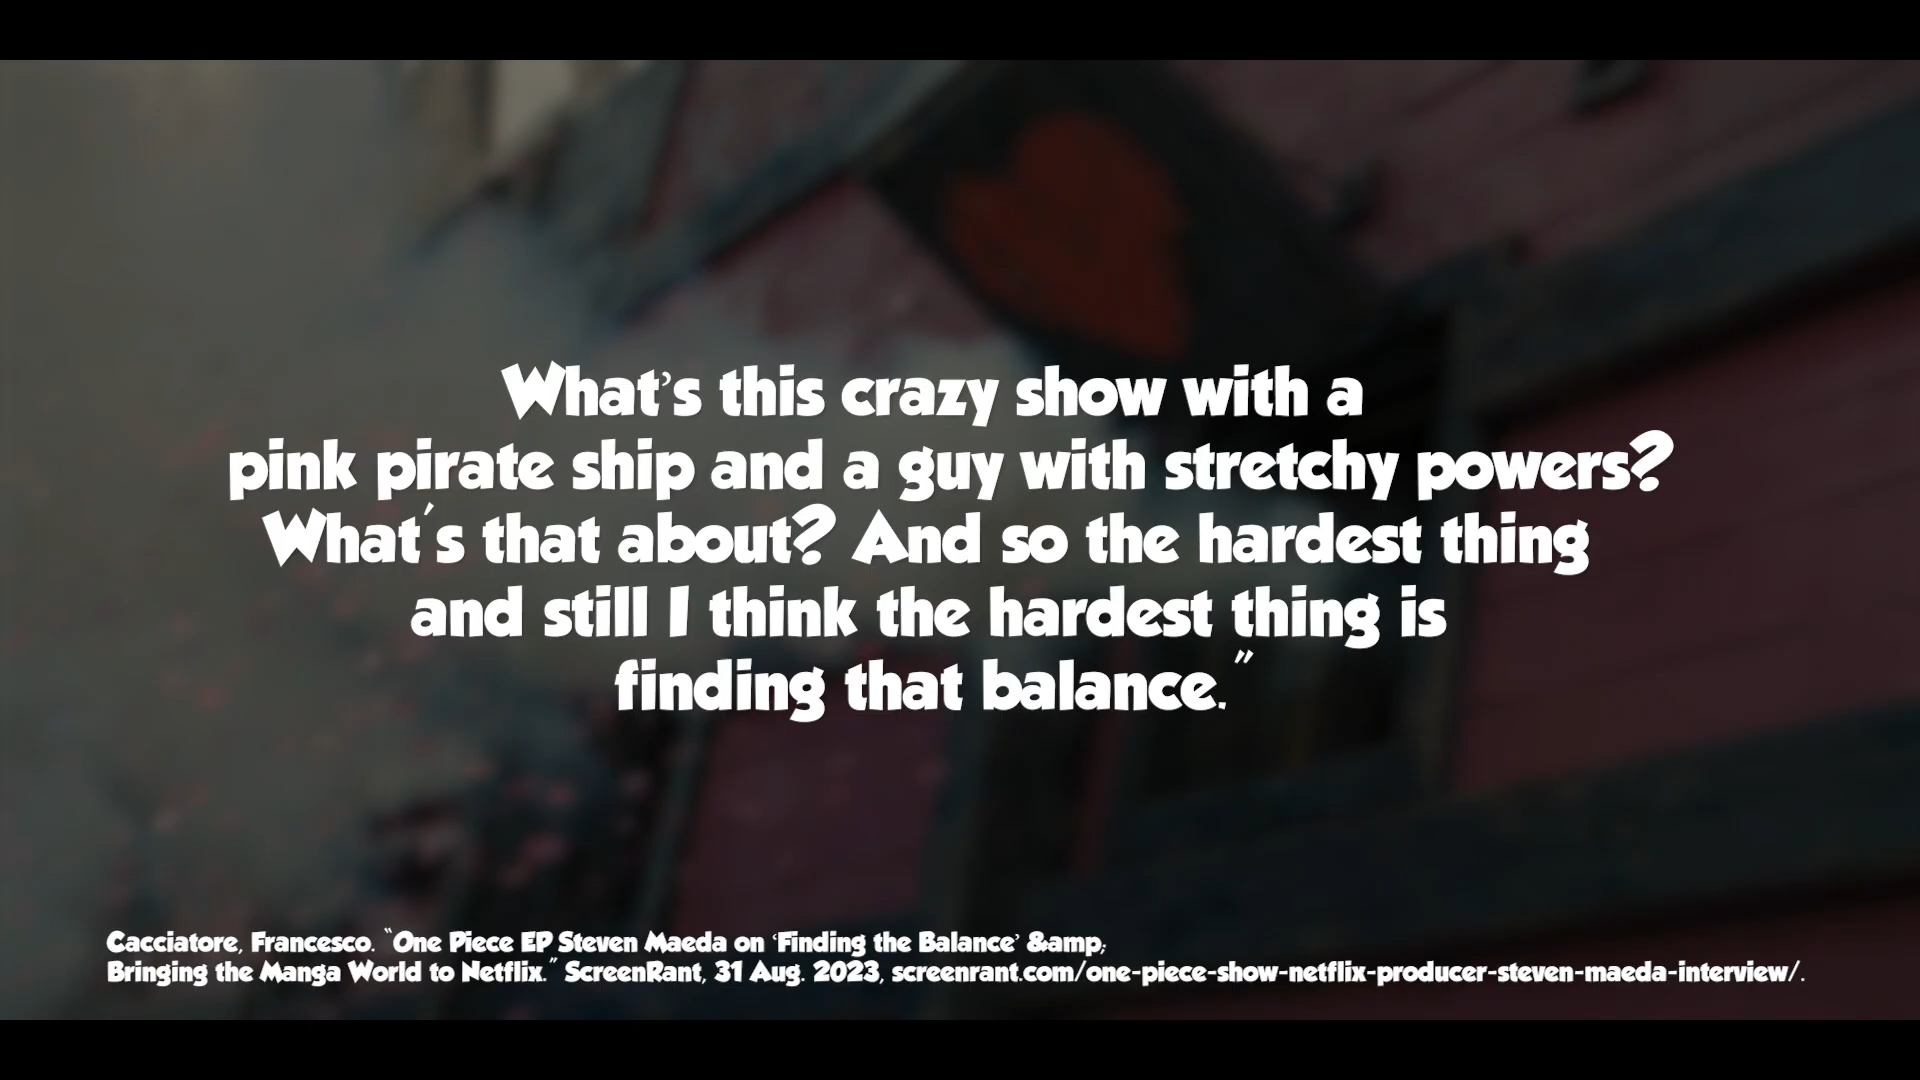 What’s this crazy show with a
pink pirate ship and a guy with stretchy powers?
What's that about? And so the hardest thing
and still I think the hardest thing is
finding that balance."
Cacciatore, Francesco. “One Piece EP Steven Maeda on ‘Finding the Balance’ &amp;
Bringing the Manga World to Netflix.” ScreenRant, 31 Aug. 2023, screenrant.com/one-piece-show-netflix-producer-steven-maeda-interview/.